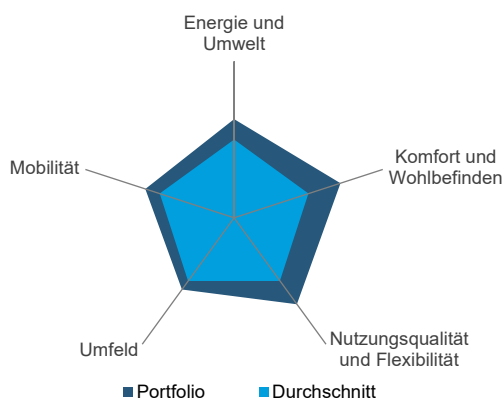 Energie und
Umwelt
Mobilität
Komfort und
Wohlbefinden
Umfeld
Nutzungsqualität
und Flexibilität
Portfolio
Durchschnitt